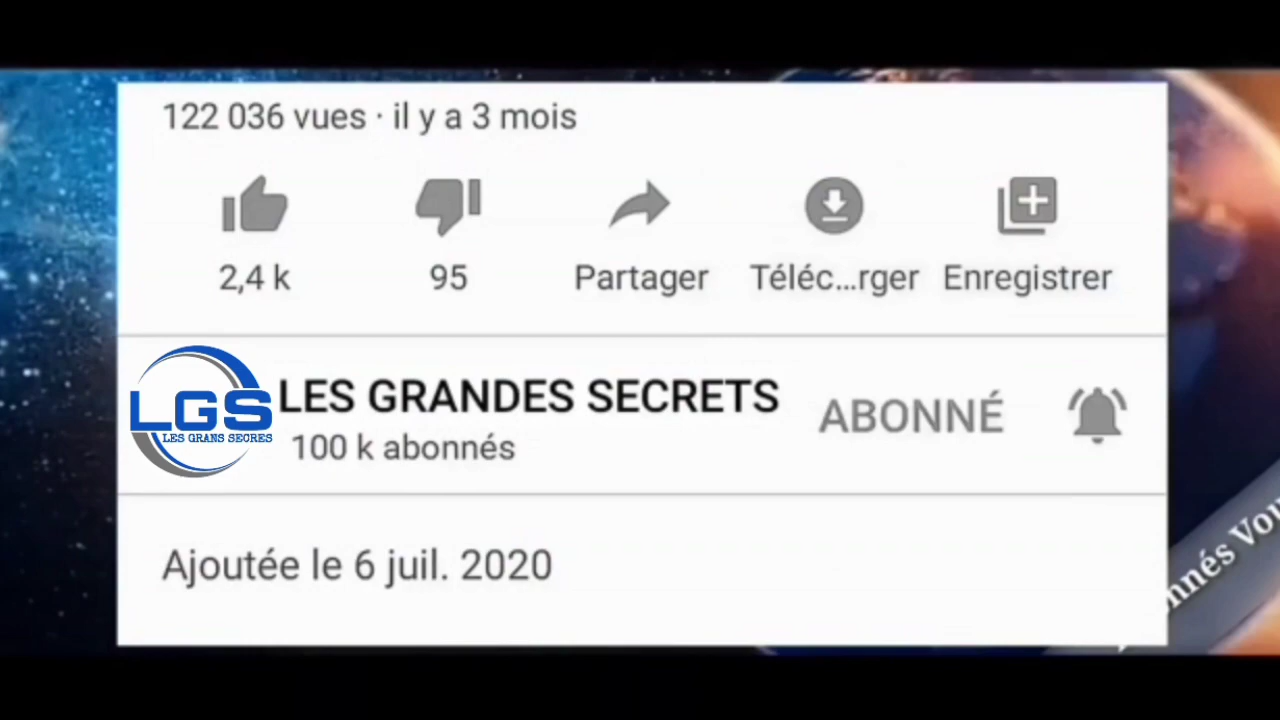 122 036 vues · il y a 3 mois
2,4 k 95 Partager Téléc...rger Enregistrer
LGS
LES GRANS SECRES
LES GRANDES SECRETS
100 k abonnés
ABONNÉ
Ajoutée le 6 juil. 2020
nnés Vou